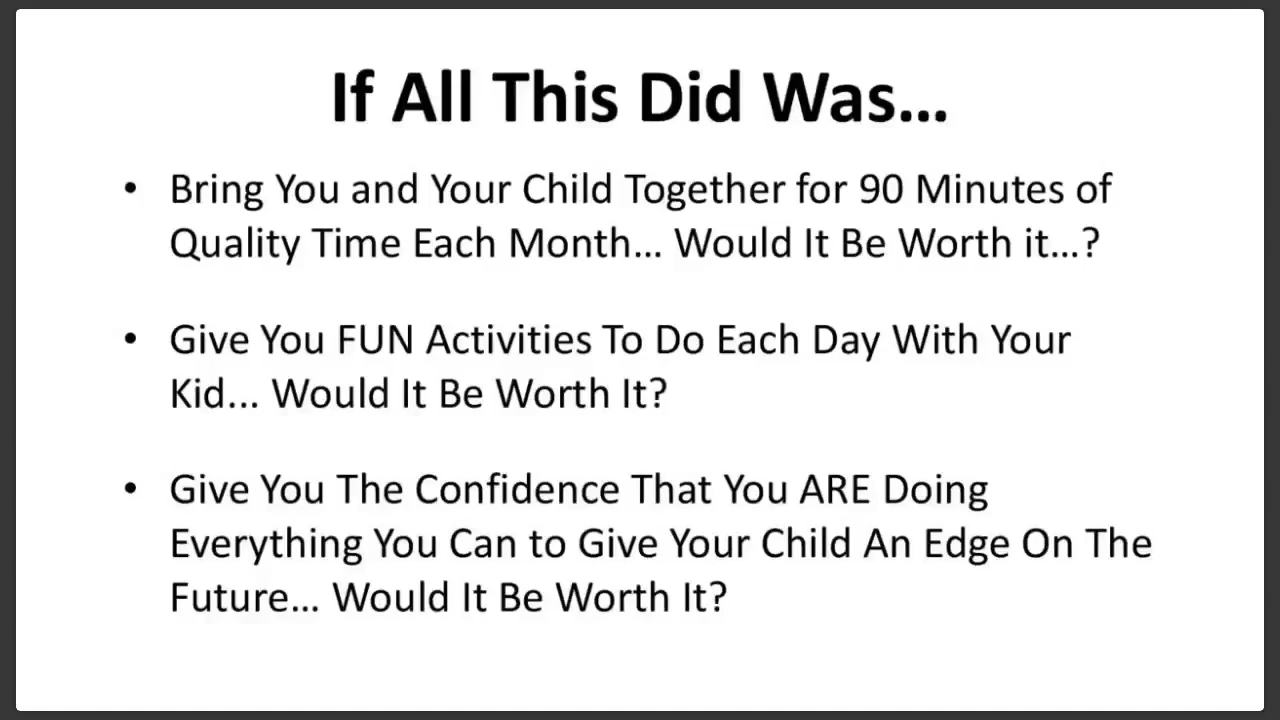 If All This Did Was...
• Bring You and Your Child Together for 90 Minutes of
Quality Time Each Month... Would It Be Worth it...?
• Give You FUN Activities To Do Each Day With Your
Kid... Would It Be Worth It?
• Give You The Confidence That You ARE Doing
Everything You Can to Give Your Child An Edge On The
Future... Would It Be Worth It?